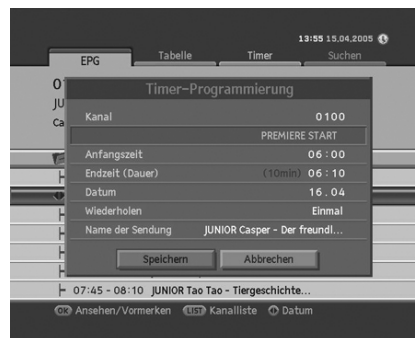 13:55 15.04.2005
EPG Tabelle Timer Suchen
Timer-Programmierung
Kanal 0100
PREMIERE START
Anfangszeit 06:00
Endzeit (Dauer) (10min) 06:10
Datum 16.04
Wiederholen Einmal
Name der Sendung JUNIOR Casper - Der freundl...
Speichern Abbrechen
07:45 - 08:10 JUNIOR Tao Tao - Tiergeschichte...
OK Ansehen/Vormerken LIST Kanalliste Datum